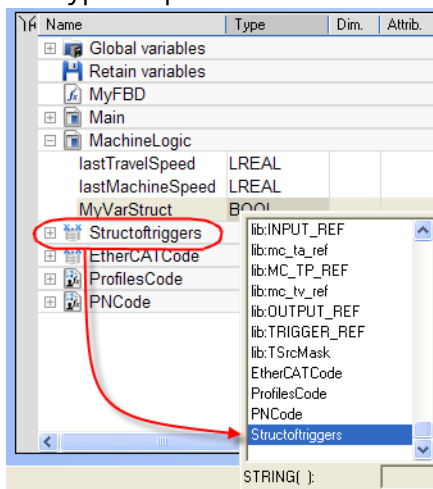 Name Type Dim. Attrib.
Global variables
Retain variables
MyFBD
Main
MachineLogic
lastTravelSpeed LREAL
lastMachineSpeed LREAL
MyVarStruct BOOL
Structoftriggers
EtherCATCode
ProfilesCode
PNCode
lib:INPUT_REF
lib:mc_ta_ref
lib:MC_TP_REF
lib:mc_tv_ref
lib:OUTPUT_REF
lib:TRIGGER_REF
lib:TSrcMask
EtherCATCode
ProfilesCode
PNCode
Structoftriggers
STRING( ):